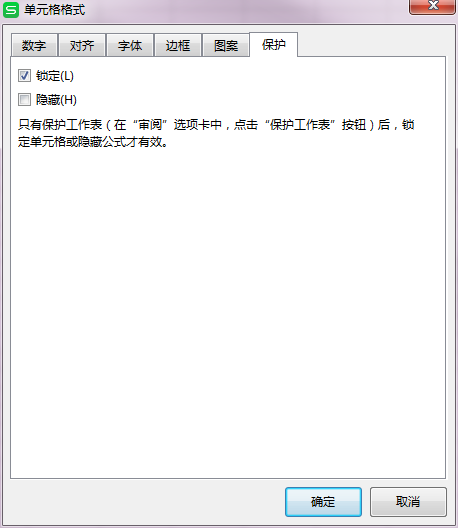 单元格格式
数字 对齐 字体 边框 图案 保护
锁定(L)
隐藏(H)
只有保护工作表（在“审阅”选项卡中，点击“保护工作表”按钮）后，锁
定单元格或隐藏公式才有效。
确定 取消